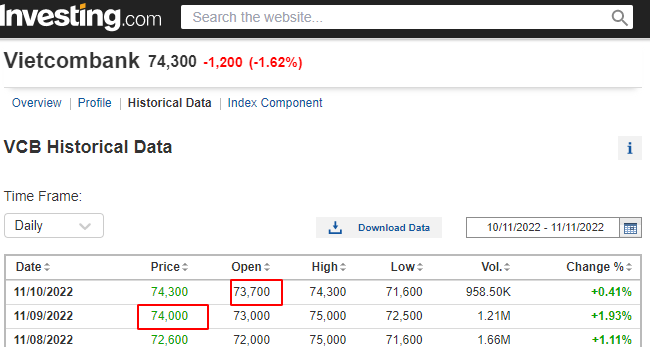 Investing.com Search the website...
Vietcombank 74,300 -1,200 (-1.62%)
Overview | Profile | Historical Data | Index Component
VCB Historical Data
i
Time Frame:
Daily Download Data 10/11/2022 - 11/11/2022
Date Price Open High Low Vol. Change %
11/10/2022 74,300 73,700 74,300 71,600 958.50K +0.41%
11/09/2022 74,000 73,000 75,000 72,500 1.21M +1.93%
11/08/2022 72,600 72,000 75,000 71,600 1.66M +1.11%